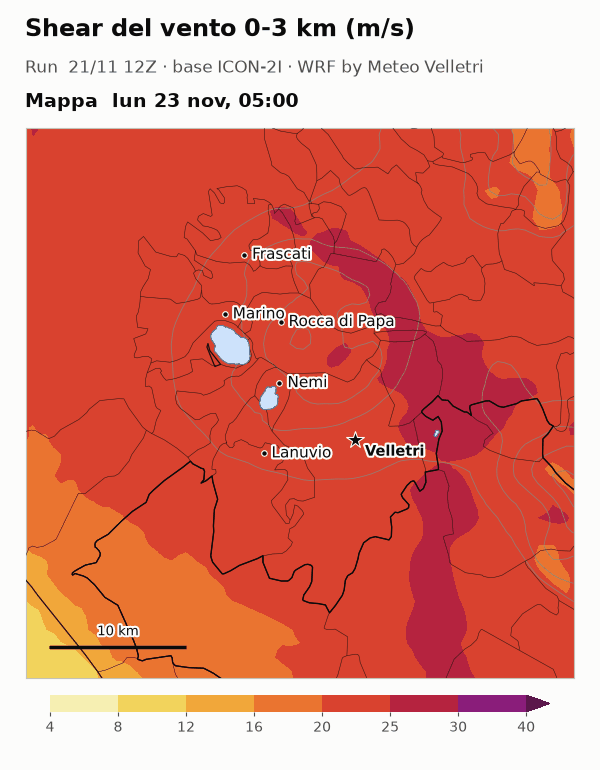 Shear del vento 0-3 km (m/s)
Run  21/11 12Z · base ICON-2I · WRF by Meteo Velletri
Mappa  lun 23 nov, 05:00
Frascati
Marino
Rocca di Papa
Nemi
Velletri
Lanuvio
10 km
4 8 12 16 20 25 30 40